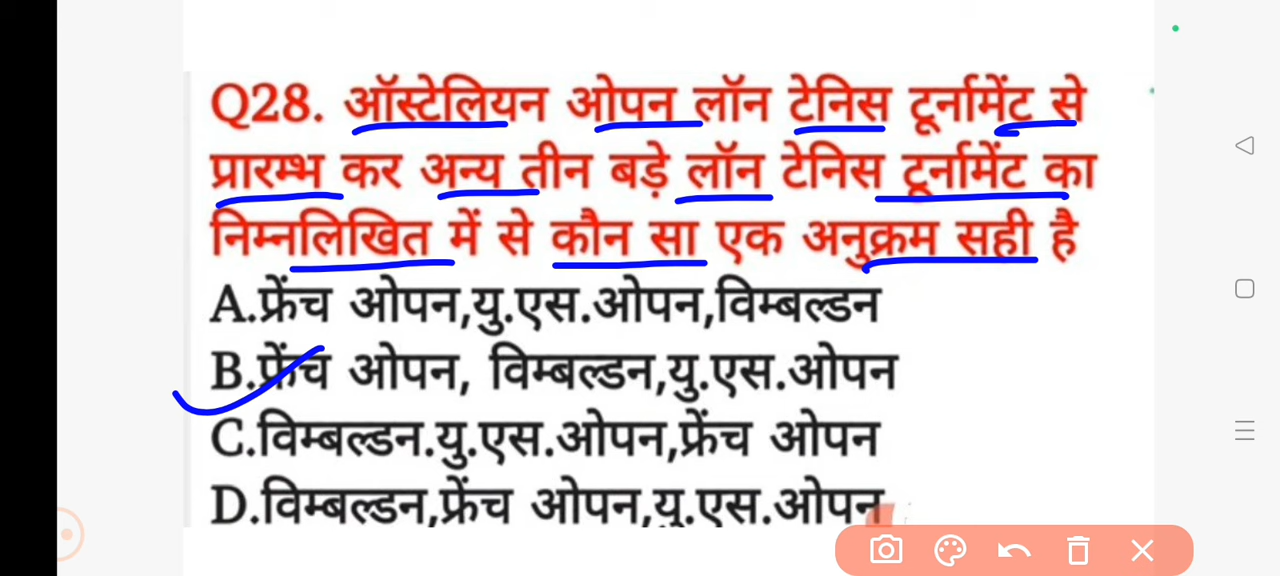 Q28. ऑस्टेलियन ओपन लॉन टेनिस टूर्नामेंट से
प्रारम्भ कर अन्य तीन बड़े लॉन टेनिस टूर्नामेंट का
निम्नलिखित में से कौन सा एक अनुक्रम सही है
A.फ्रेंच ओपन,यु.एस.ओपन,विम्बल्डन
B.फ्रेंच ओपन, विम्बल्डन,यु.एस.ओपन
C.विम्बल्डन.यु.एस.ओपन,फ्रेंच ओपन
D.विम्बल्डन,फ्रेंच ओपन,यु.एस.ओपन